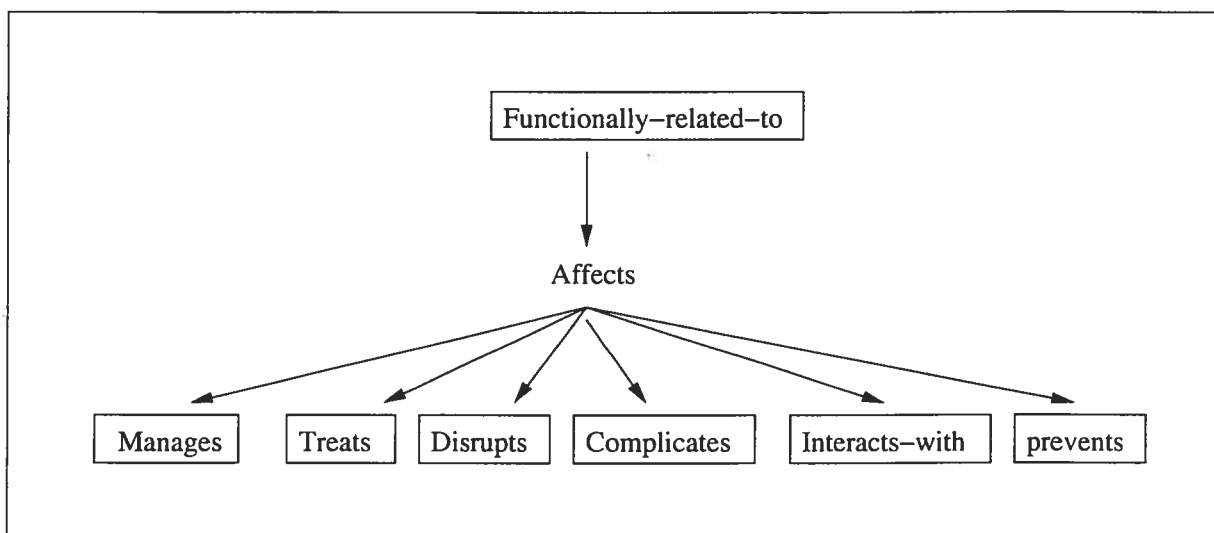 Functionally–related–to
Affects
Manages Treats Disrupts Complicates Interacts–with prevents